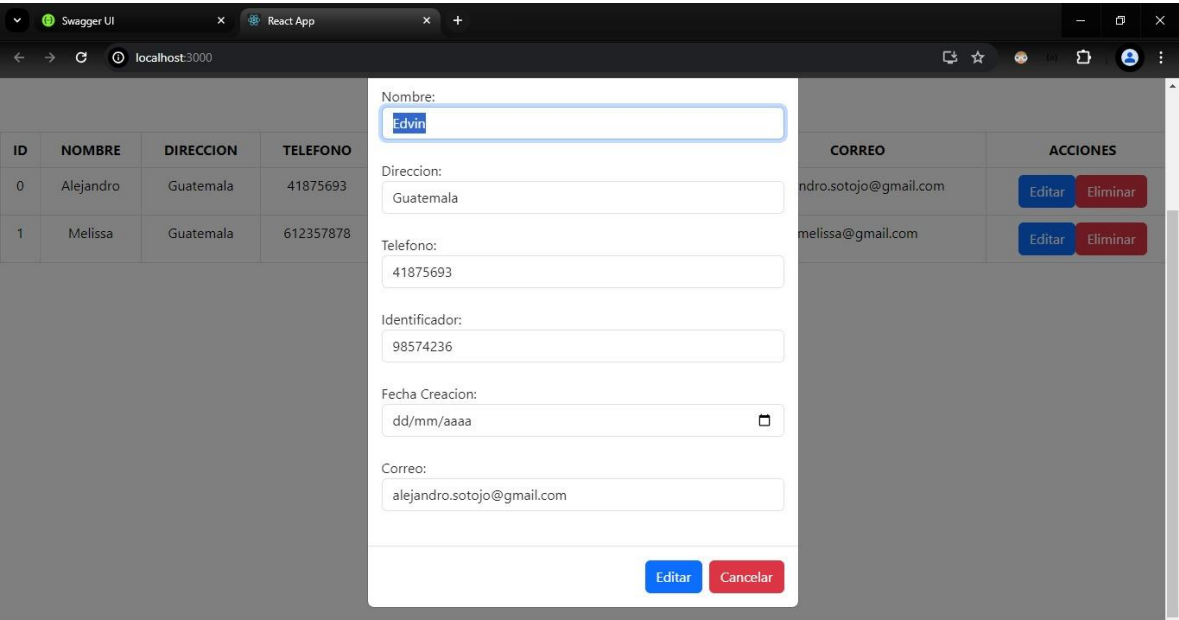 Swagger UI
React App
localhost:3000
ID NOMBRE DIRECCION TELEFONO CORREO ACCIONES
0 Alejandro Guatemala 41875693 ndro.sotojo@gmail.com Editar Eliminar
1 Melissa Guatemala 612357878 melissa@gmail.com Editar Eliminar
Nombre:
Edvin
Direccion:
Guatemala
Telefono:
41875693
Identificador:
98574236
Fecha Creacion:
dd/mm/aaaa
Correo:
alejandro.sotojo@gmail.com
Editar Cancelar